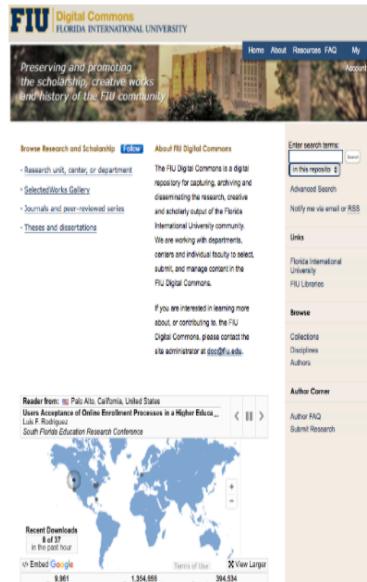 FIU Digital Commons
FLORIDA INTERNATIONAL UNIVERSITY
Home About Resources FAQ My
Account
Preserving and promoting
the scholarship, creative works
and history of the FIU community
Browse Research and Scholarship Follow
Research unit, center, or department
SelectedWorks Gallery
Journals and peer-reviewed series
Theses and dissertations
About FIU Digital Commons
The FIU Digital Commons is a digital
repository for capturing, archiving and
disseminating the research, creative
and scholarly output of the Florida
International University community.
We are working with departments,
centers and individual faculty to select,
submit, and manage content in the
FIU Digital Commons.
If you are interested in learning more
about, or contributing to, the FIU
Digital Commons, please contact the
site administrator at dcc@fiu.edu.
Enter search terms:
Search
in this reposito
Advanced Search
Notify me via email or RSS
Links
Florida International
University
FIU Libraries
Browse
Collections
Disciplines
Authors
Author Corner
Author FAQ
Submit Research
Reader from: Palo Alto, California, United States
Users Acceptance of Online Enrollment Processes in a Higher Educa...
Luis F. Rodriguez
South Florida Education Research Conference
+
-
Recent Downloads
8 of 37
in the past hour
</> Embed Google
Terms of Use
View Larger
9,961 1,354,656 394,534